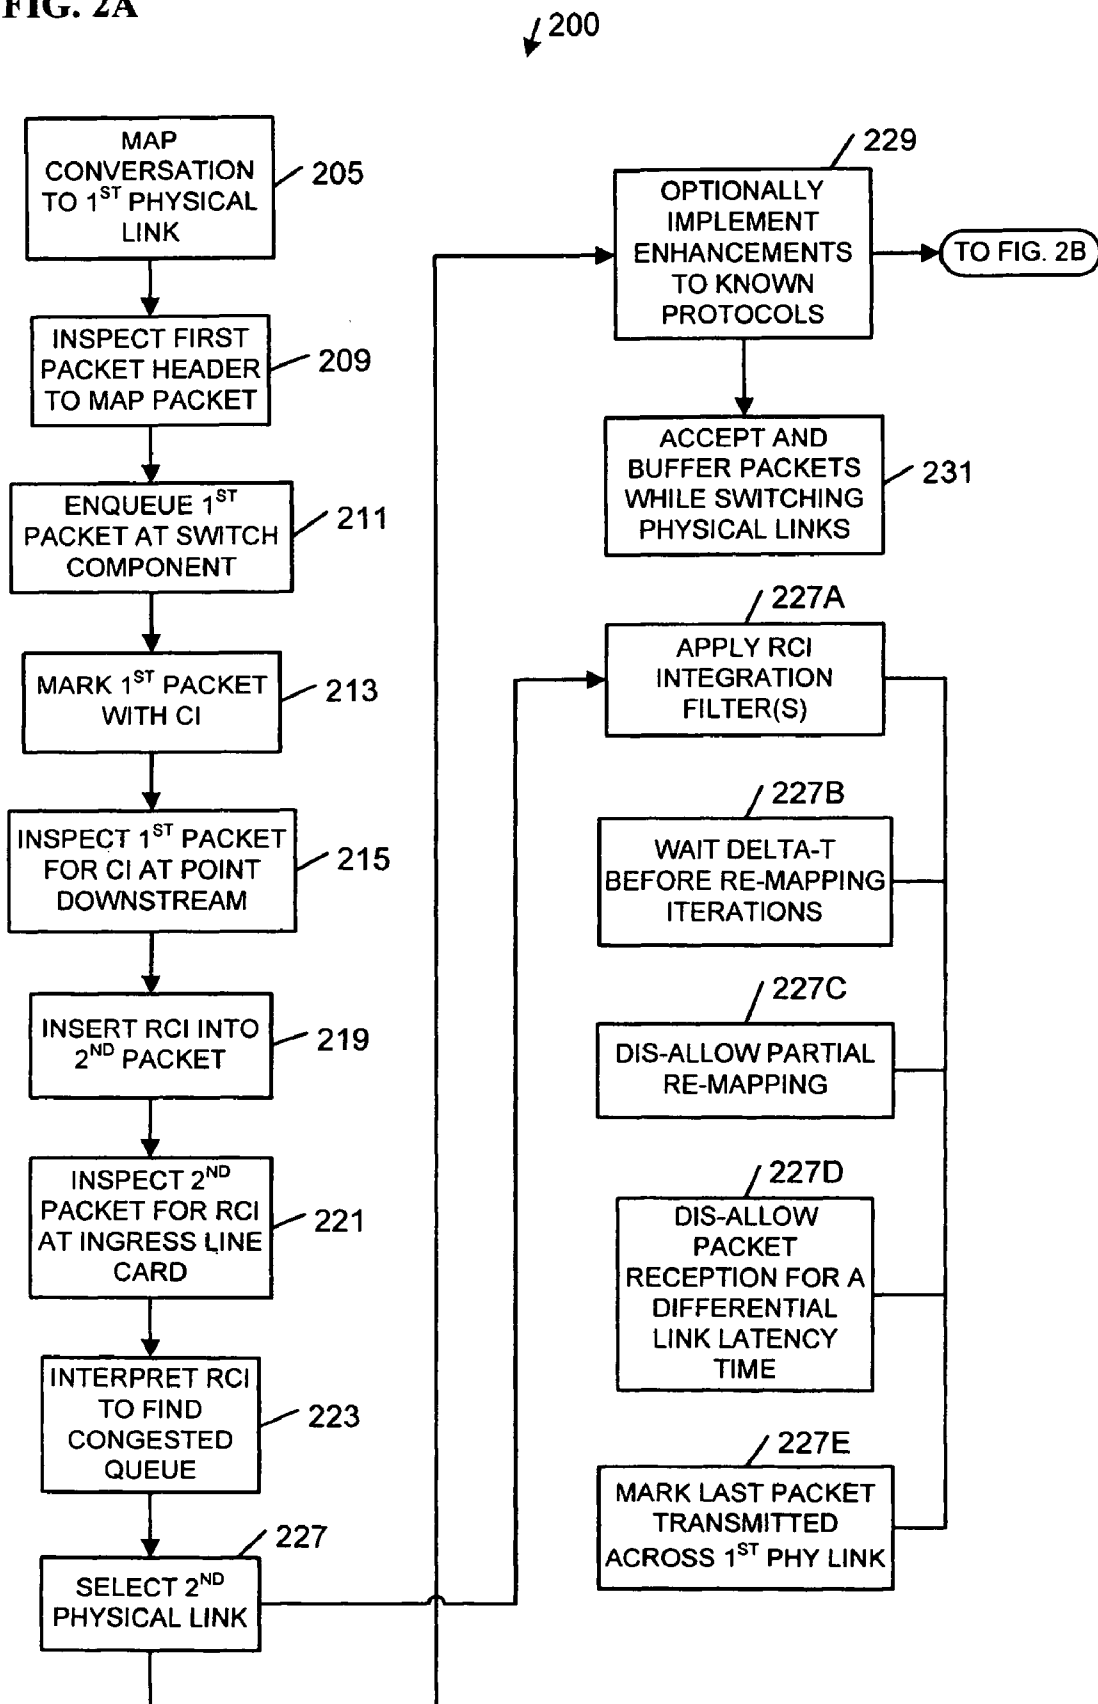 FIG. 2A
200
MAP
CONVERSATION
TO 1ST PHYSICAL
LINK
205
INSPECT FIRST
PACKET HEADER
TO MAP PACKET
209
ENQUEUE 1ST
PACKET AT SWITCH
COMPONENT
211
MARK 1ST PACKET
WITH CI
213
INSPECT 1ST PACKET
FOR CI AT POINT
DOWNSTREAM
215
INSERT RCI INTO
2ND PACKET
219
INSPECT 2ND
PACKET FOR RCI
AT INGRESS LINE
CARD
221
INTERPRET RCI
TO FIND
CONGESTED
QUEUE
223
227
SELECT 2ND
PHYSICAL LINK
229
OPTIONALLY
IMPLEMENT
ENHANCEMENTS
TO KNOWN
PROTOCOLS
TO FIG. 2B
ACCEPT AND
BUFFER PACKETS
WHILE SWITCHING
PHYSICAL LINKS
231
227A
APPLY RCI
INTEGRATION
FILTER(S)
227B
WAIT DELTA-T
BEFORE RE-MAPPING
ITERATIONS
227C
DIS-ALLOW PARTIAL
RE-MAPPING
227D
DIS-ALLOW
PACKET
RECEPTION FOR A
DIFFERENTIAL
LINK LATENCY
TIME
227E
MARK LAST PACKET
TRANSMITTED
ACROSS 1ST PHY LINK